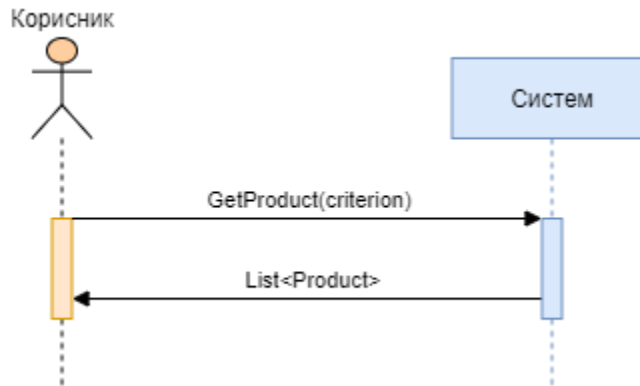 Корисник
Систем
GetProduct(criterion)
List<Product>